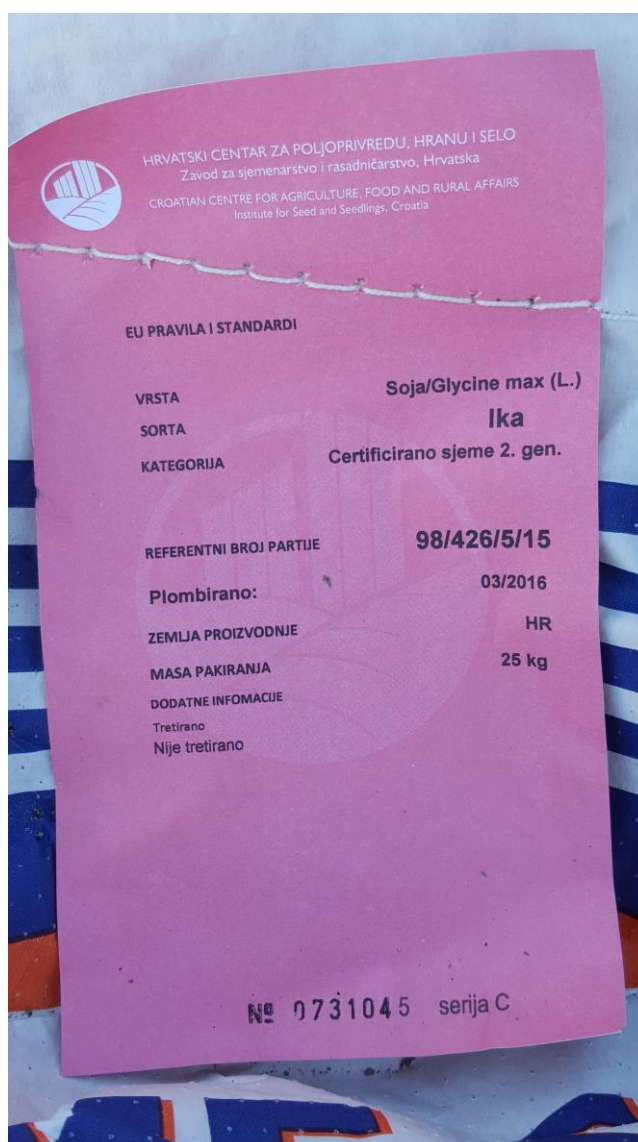 HRVATSKI CENTAR ZA POLJOPRIVREDU, HRANU I SELO
Zavod za sjemenarstvo i rasadničarstvo, Hrvatska
CROATIAN CENTRE FOR AGRICULTURE, FOOD AND RURAL AFFAIRS
Institute for Seed and Seedlings, Croatia
EU PRAVILA I STANDARDI
VRSTA Soja/Glycine max (L.)
SORTA Ika
KATEGORIJA Certificirano sjeme 2. gen.
REFERENTNI BROJ PARTIJE 98/426/5/15
Plombirano: 03/2016
ZEMLJA PROIZVODNJE HR
MASA PAKIRANJA 25 kg
DODATNE INFOMACIJE
Tretirano
Nije tretirano
Nº 0731045 serija C